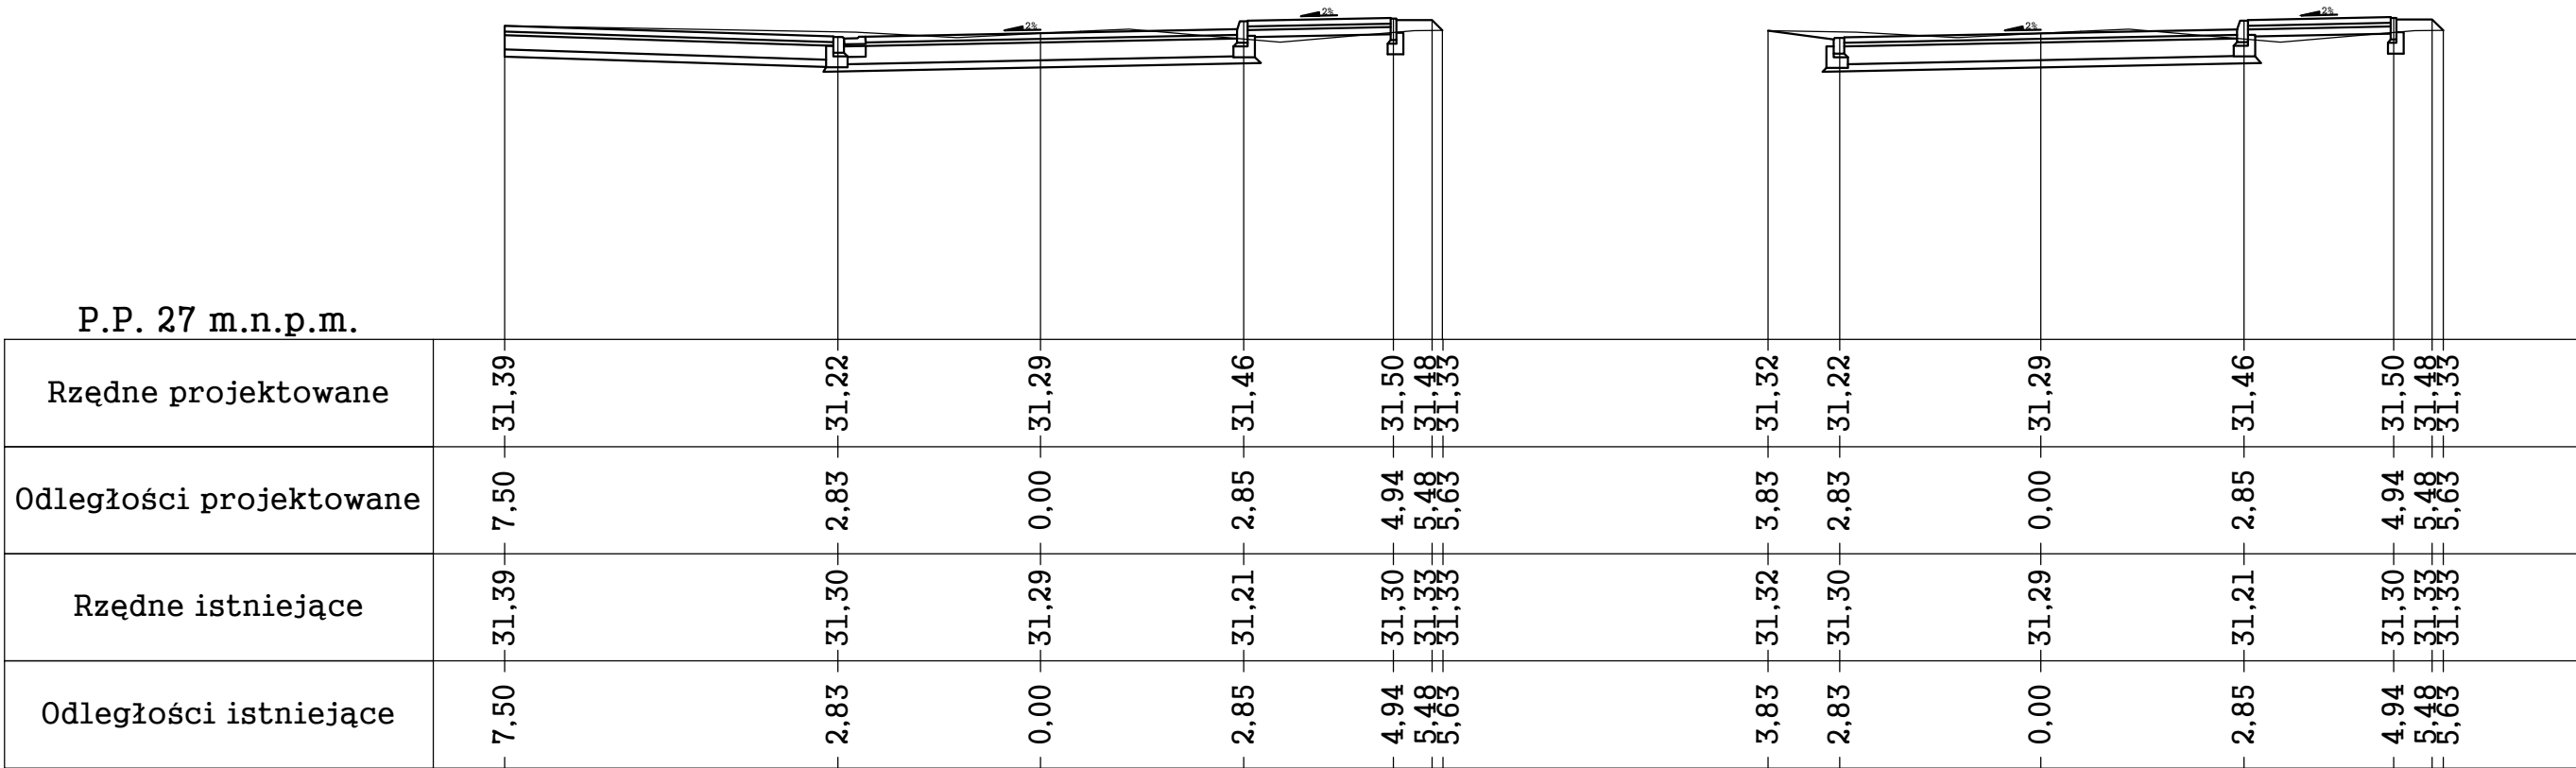 2%
2%
2%
2%
P.P. 27 m.n.p.m.
Rzędne projektowane 31,39 31,22 31,29 31,46 31,50 31,48 31,33 31,32 31,22 31,29 31,46 31,50 31,48 31,33
Odległości projektowane 7,50 2,83 0,00 2,85 4,94 5,48 5,63 3,83 2,83 0,00 2,85 4,94 5,48 5,63
Rzędne istniejące 31,39 31,30 31,29 31,21 31,30 31,33 31,33 31,32 31,30 31,29 31,21 31,30 31,33 31,33
Odległości istniejące 7,50 2,83 0,00 2,85 4,94 5,48 5,63 3,83 2,83 0,00 2,85 4,94 5,48 5,63